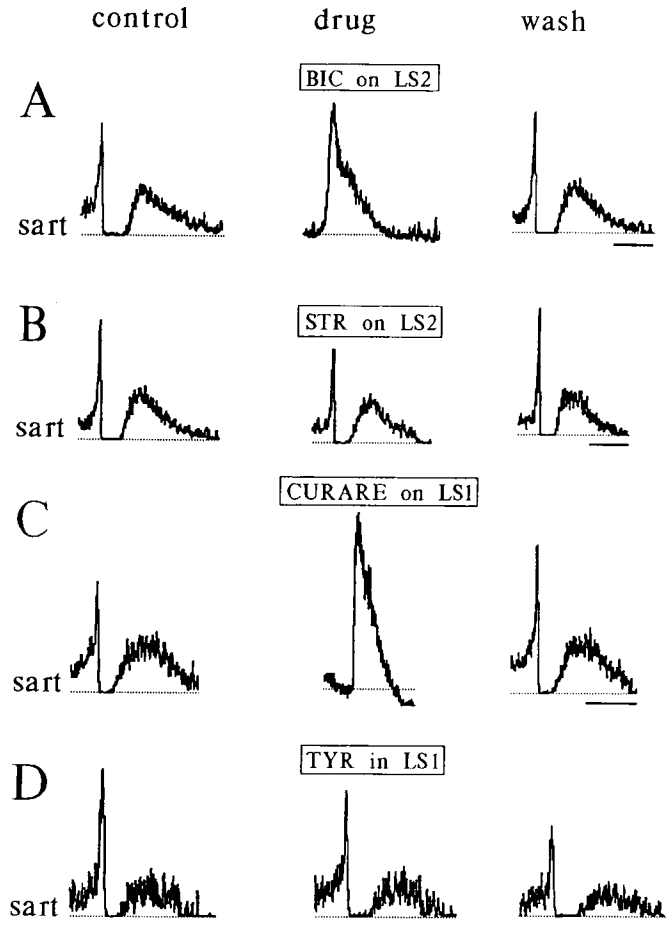 control drug wash
A
BIC on LS2
sart
B
STR on LS2
sart
C
CURARE on LS1
sart
D
TYR in LS1
sart